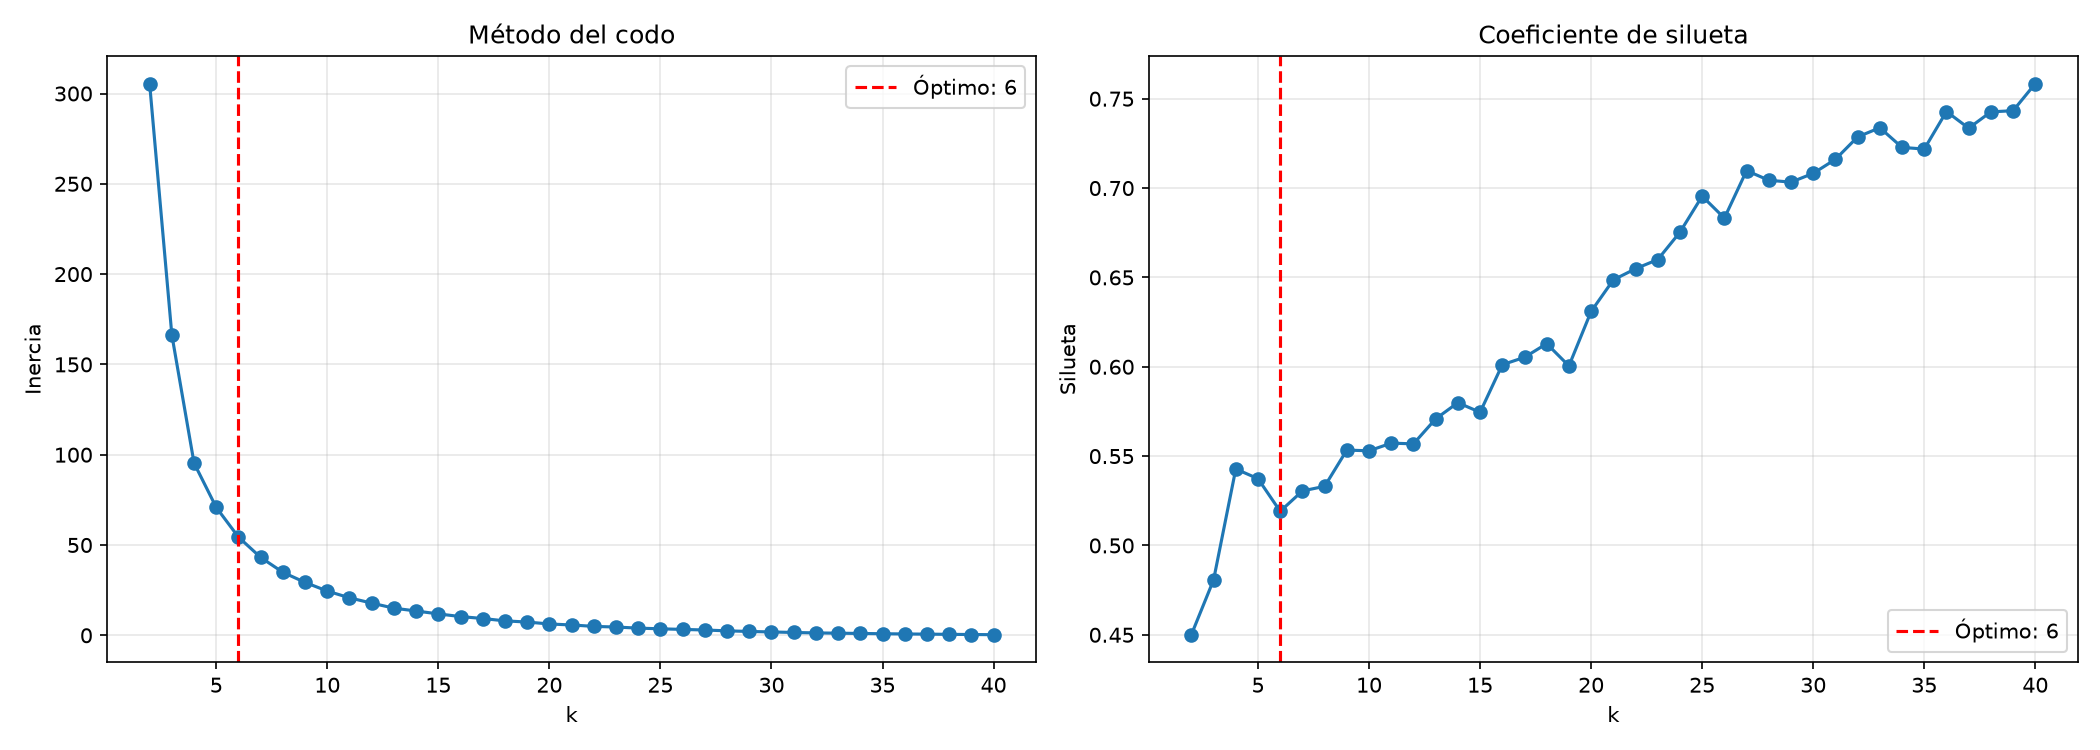 Método del codo
Inercia
300
250
200
150
100
50
0
5 10 15 20 25 30 35 40
k
Óptimo: 6
Coeficiente de silueta
Silueta
0.75
0.70
0.65
0.60
0.55
0.50
0.45
5 10 15 20 25 30 35 40
k
Óptimo: 6